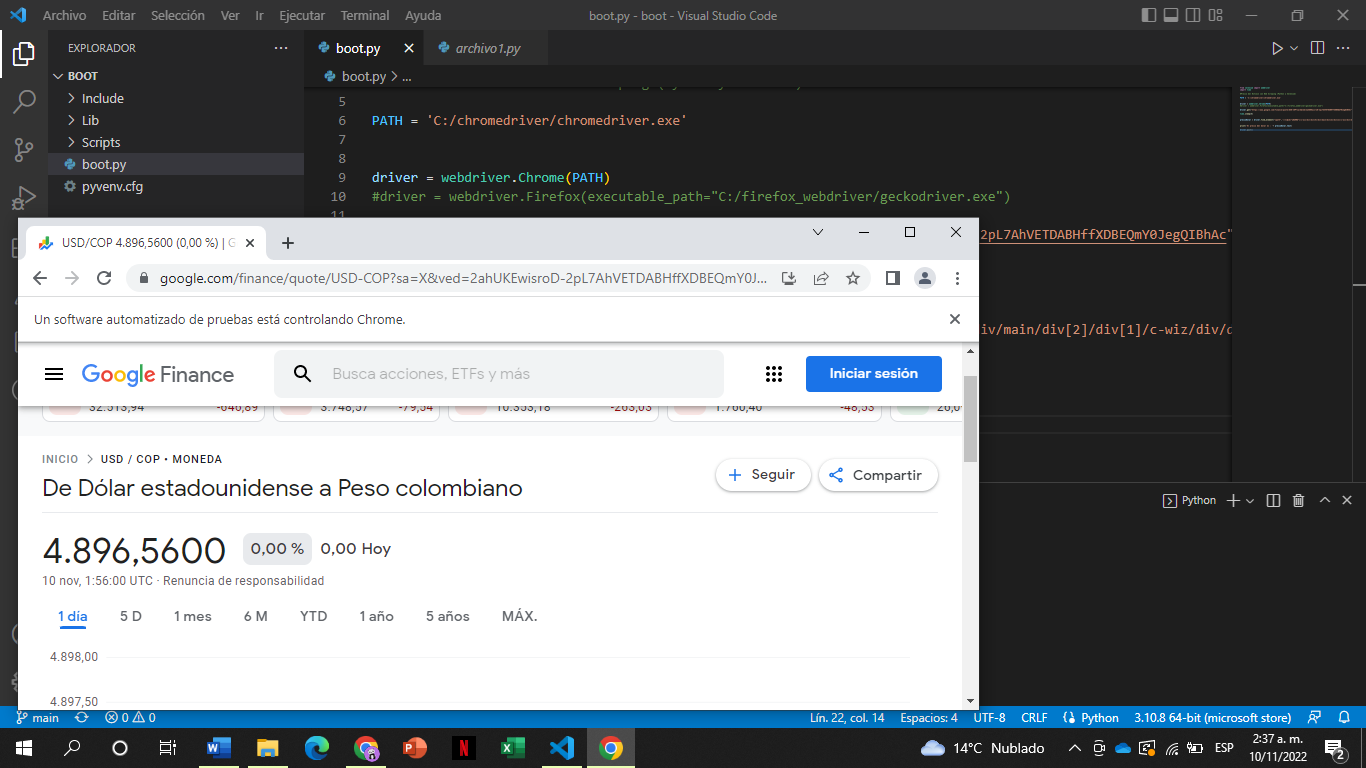 Archivo Editar Selección Ver Ir Ejecutar Terminal Ayuda
boot.py - boot - Visual Studio Code
EXPLORADOR
BOOT
Include
Lib
Scripts
boot.py
pyvenv.cfg
boot.py
archivo1.py
boot.py > ...
5
6 PATH = 'C:/chromedriver/chromedriver.exe'
7
8
9 driver = webdriver.Chrome(PATH)
10 #driver = webdriver.Firefox(executable_path="C:/firefox_webdriver/geckodriver.exe")
11
2pL7AhVETDABHffXDBEQmY0JegQIBhAc"
iv/main/div[2]/div[1]/c-wiz/div/d
USD/COP 4.896,5600 (0,00 %) | G
google.com/finance/quote/USD-COP?sa=X&ved=2ahUKEwisroD-2pL7AhVETDABHffXDBEQmY0J...
Un software automatizado de pruebas está controlando Chrome.
Google Finance
Busca acciones, ETFs y más
Iniciar sesión
32.513,94 -646,89 3.748,57 -79,54 10.353,18 -263,03 1.760,40 -48,53
INICIO > USD / COP • MONEDA
De Dólar estadounidense a Peso colombiano
Seguir
Compartir
4.896,5600 0,00 % 0,00 Hoy
10 nov, 1:56:00 UTC · Renuncia de responsabilidad
1 día 5 D 1 mes 6 M YTD 1 año 5 años MÁX.
4.898,00
4.897,50
Python
main
0 0
Lín. 22, col. 14 Espacios: 4 UTF-8 CRLF Python 3.10.8 64-bit (microsoft store)
14°C Nublado
ESP
2:37 a. m.
10/11/2022
2